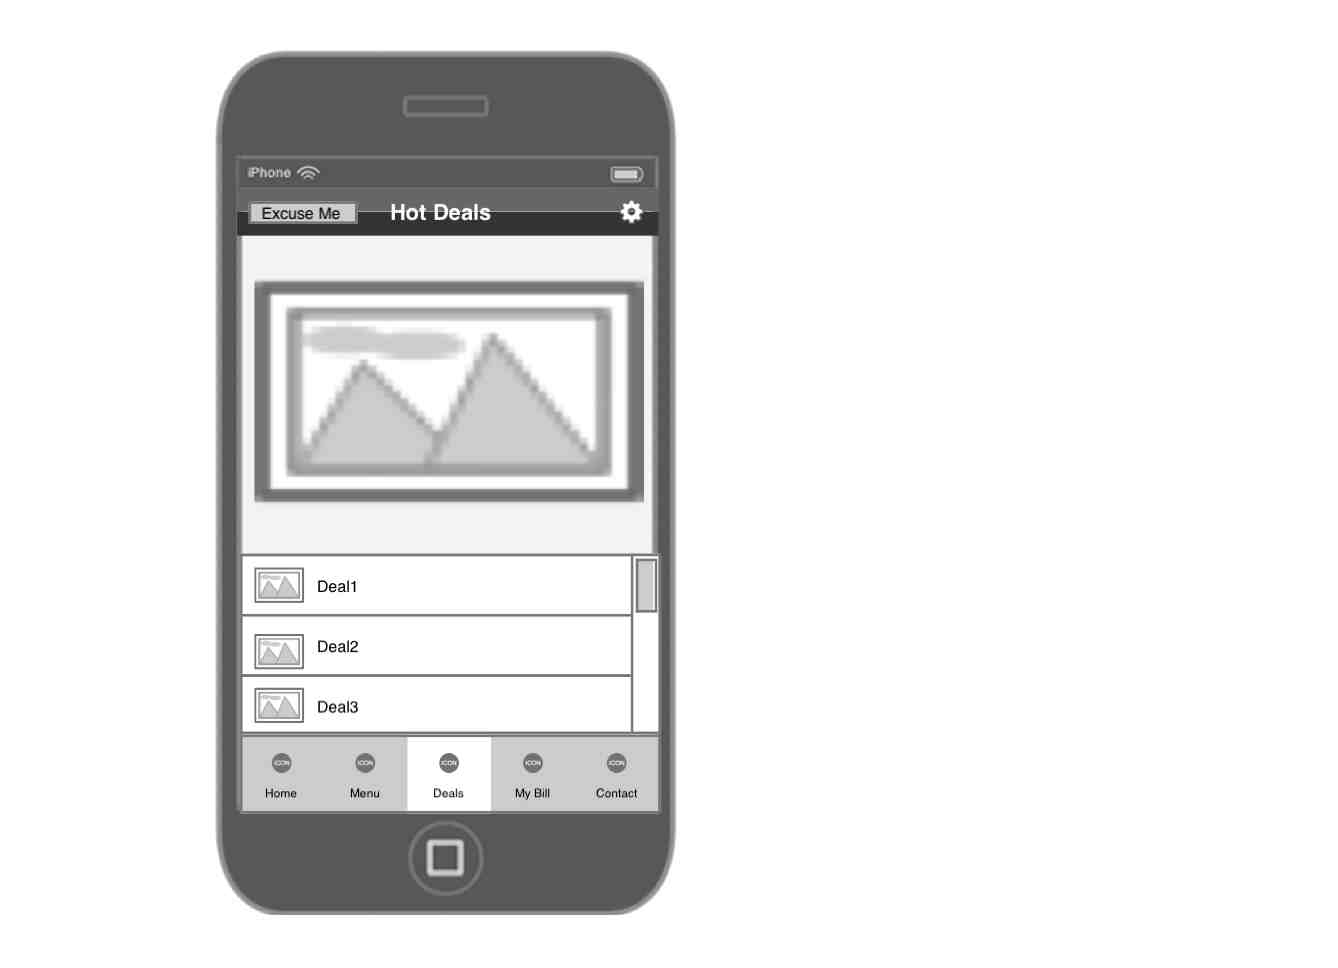 iPhone
Excuse Me Hot Deals
Deal1
Deal2
Deal3
ICON ICON ICON ICON ICON
Home Menu Deals My Bill Contact